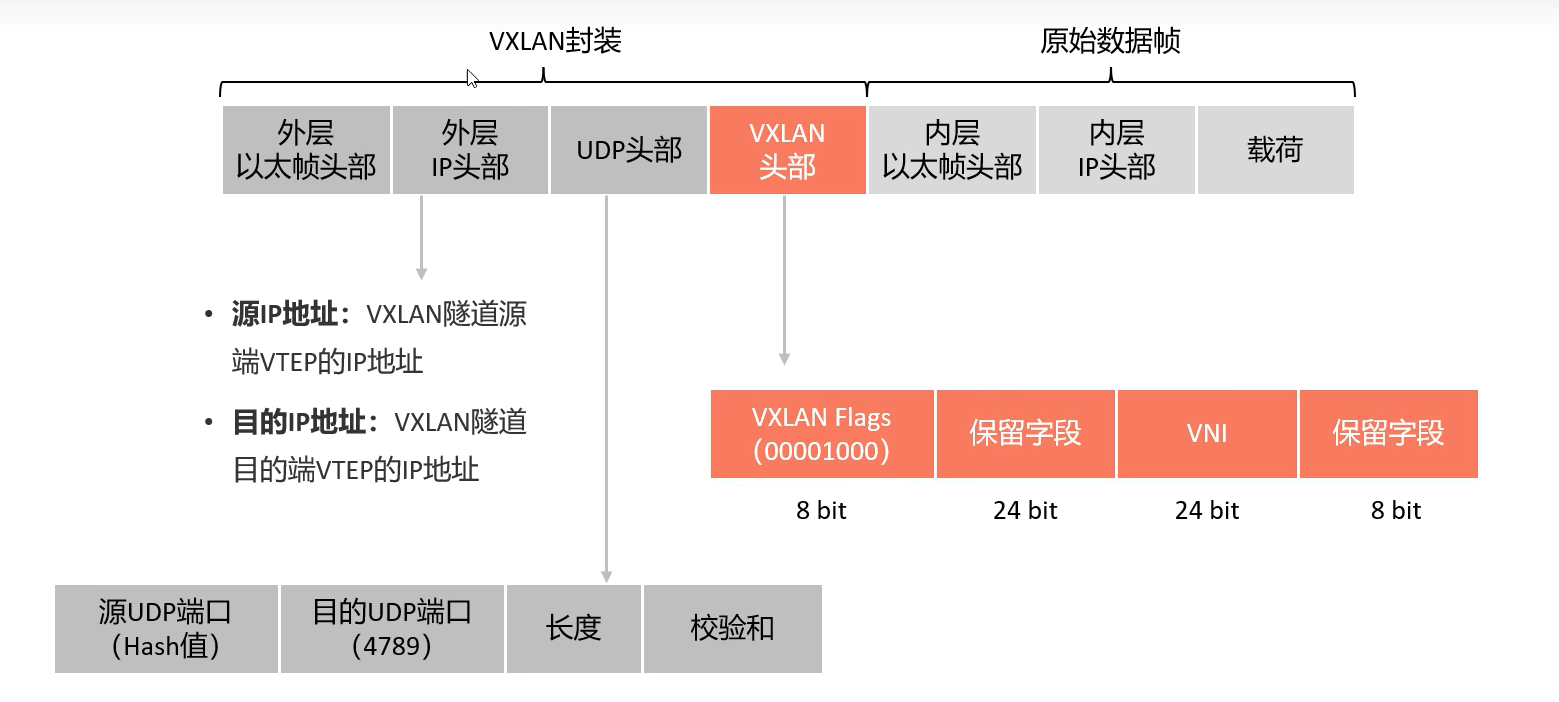 VXLAN封装
原始数据帧
外层
以太帧头部
外层
IP头部
UDP头部
VXLAN
头部
内层
以太帧头部
内层
IP头部
载荷
• 源IP地址：VXLAN隧道源
端VTEP的IP地址
• 目的IP地址：VXLAN隧道
目的端VTEP的IP地址
VXLAN Flags
（00001000）
保留字段
VNI
保留字段
8 bit
24 bit
24 bit
8 bit
源UDP端口
（Hash值）
目的UDP端口
（4789）
长度
校验和